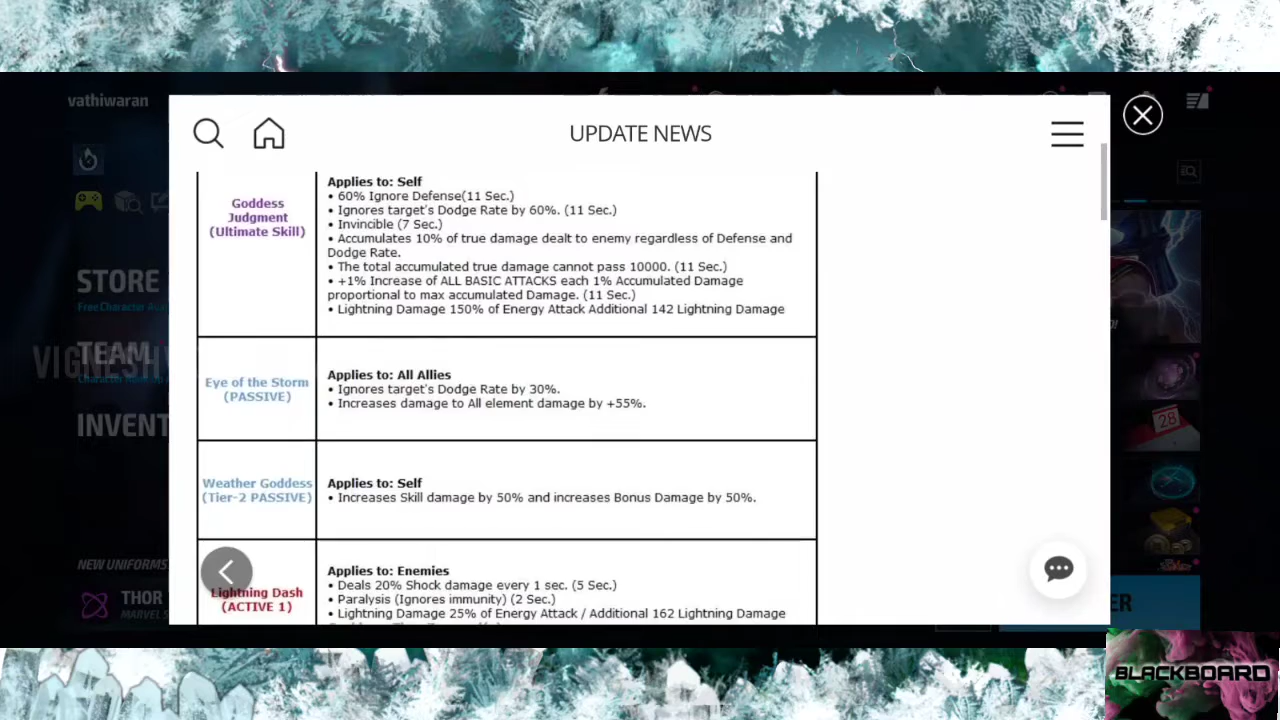 vathiwaran
UPDATE NEWS
Goddess
Judgment
(Ultimate Skill)
Applies to: Self
• 60% Ignore Defense(11 Sec.)
• Ignores target's Dodge Rate by 60%. (11 Sec.)
• Invincible (7 Sec.)
• Accumulates 10% of true damage dealt to enemy regardless of Defense and
Dodge Rate.
• The total accumulated true damage cannot pass 10000. (11 Sec.)
• +1% Increase of ALL BASIC ATTACKS each 1% Accumulated Damage
proportional to max accumulated Damage. (11 Sec.)
• Lightning Damage 150% of Energy Attack Additional 142 Lightning Damage
Eye of the Storm
(PASSIVE)
Applies to: All Allies
• Ignores target's Dodge Rate by 30%.
• Increases damage to All element damage by +55%.
Weather Goddess
(Tier-2 PASSIVE)
Applies to: Self
• Increases Skill damage by 50% and increases Bonus Damage by 50%.
Lightning Dash
(ACTIVE 1)
Applies to: Enemies
• Deals 20% Shock damage every 1 sec. (5 Sec.)
• Paralysis (Ignores immunity) (2 Sec.)
• Lightning Damage 25% of Energy Attack / Additional 162 Lightning Damage
STORE
Free Character
TEAM
VIGNESHV
INVENT
NEW UNIFORMS
THOR
MARVEL S
28
ER
BLACKBOARD